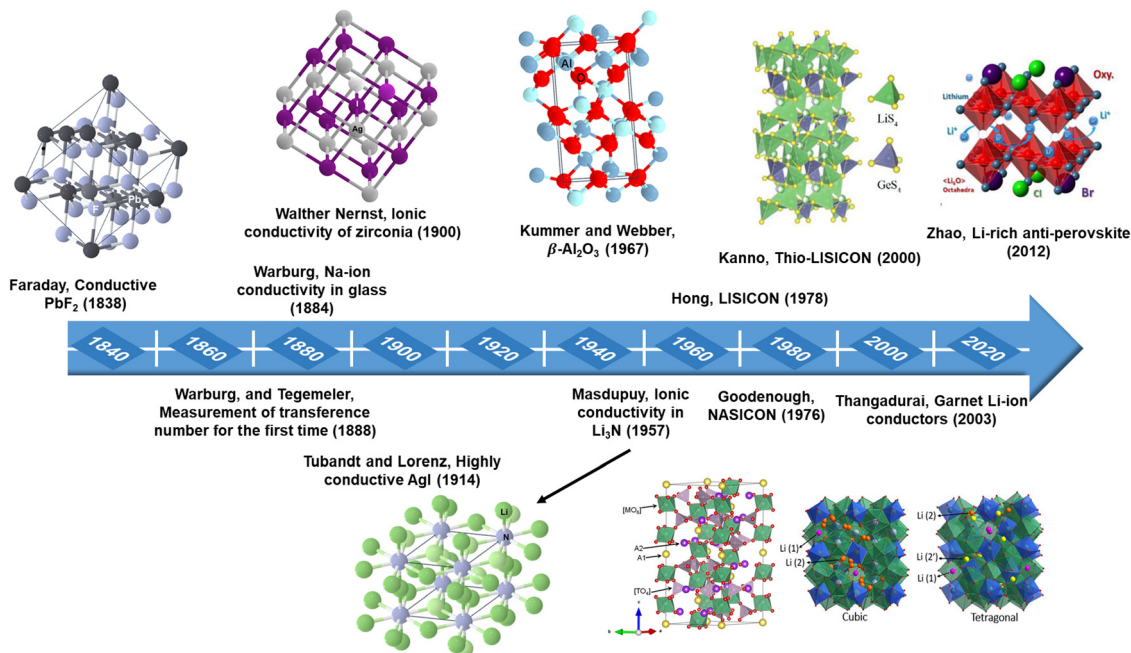 Ag
Al
O
LiS4
GeS4
Oxy.
Lithium
Li+
Li+
<Li6O>
Octahedra
Cl
Br
Pb
F
Walther Nernst, Ionic
conductivity of zirconia (1900)
Kummer and Webber,
β-Al2O3 (1967)
Kanno, Thio-LISICON (2000)
Zhao, Li-rich anti-perovskite
(2012)
Faraday, Conductive
PbF2 (1838)
Warburg, Na-ion
conductivity in glass
(1884)
Hong, LISICON (1978)
1840
1860
1880
1900
1920
1940
1960
1980
2000
2020
Warburg, and Tegemeler,
Measurement of transference
number for the first time (1888)
Masdupuy, Ionic
conductivity in
Li3N (1957)
Goodenough,
NASICON (1976)
Thangadurai, Garnet Li-ion
conductors (2003)
Tubandt and Lorenz, Highly
conductive AgI (1914)
Li
N
[MO6]
A2
A1
[TO4]
c
b
a
Li (1)
Li (2)
Cubic
Li (2)
Li (2')
Li (1)
Tetragonal